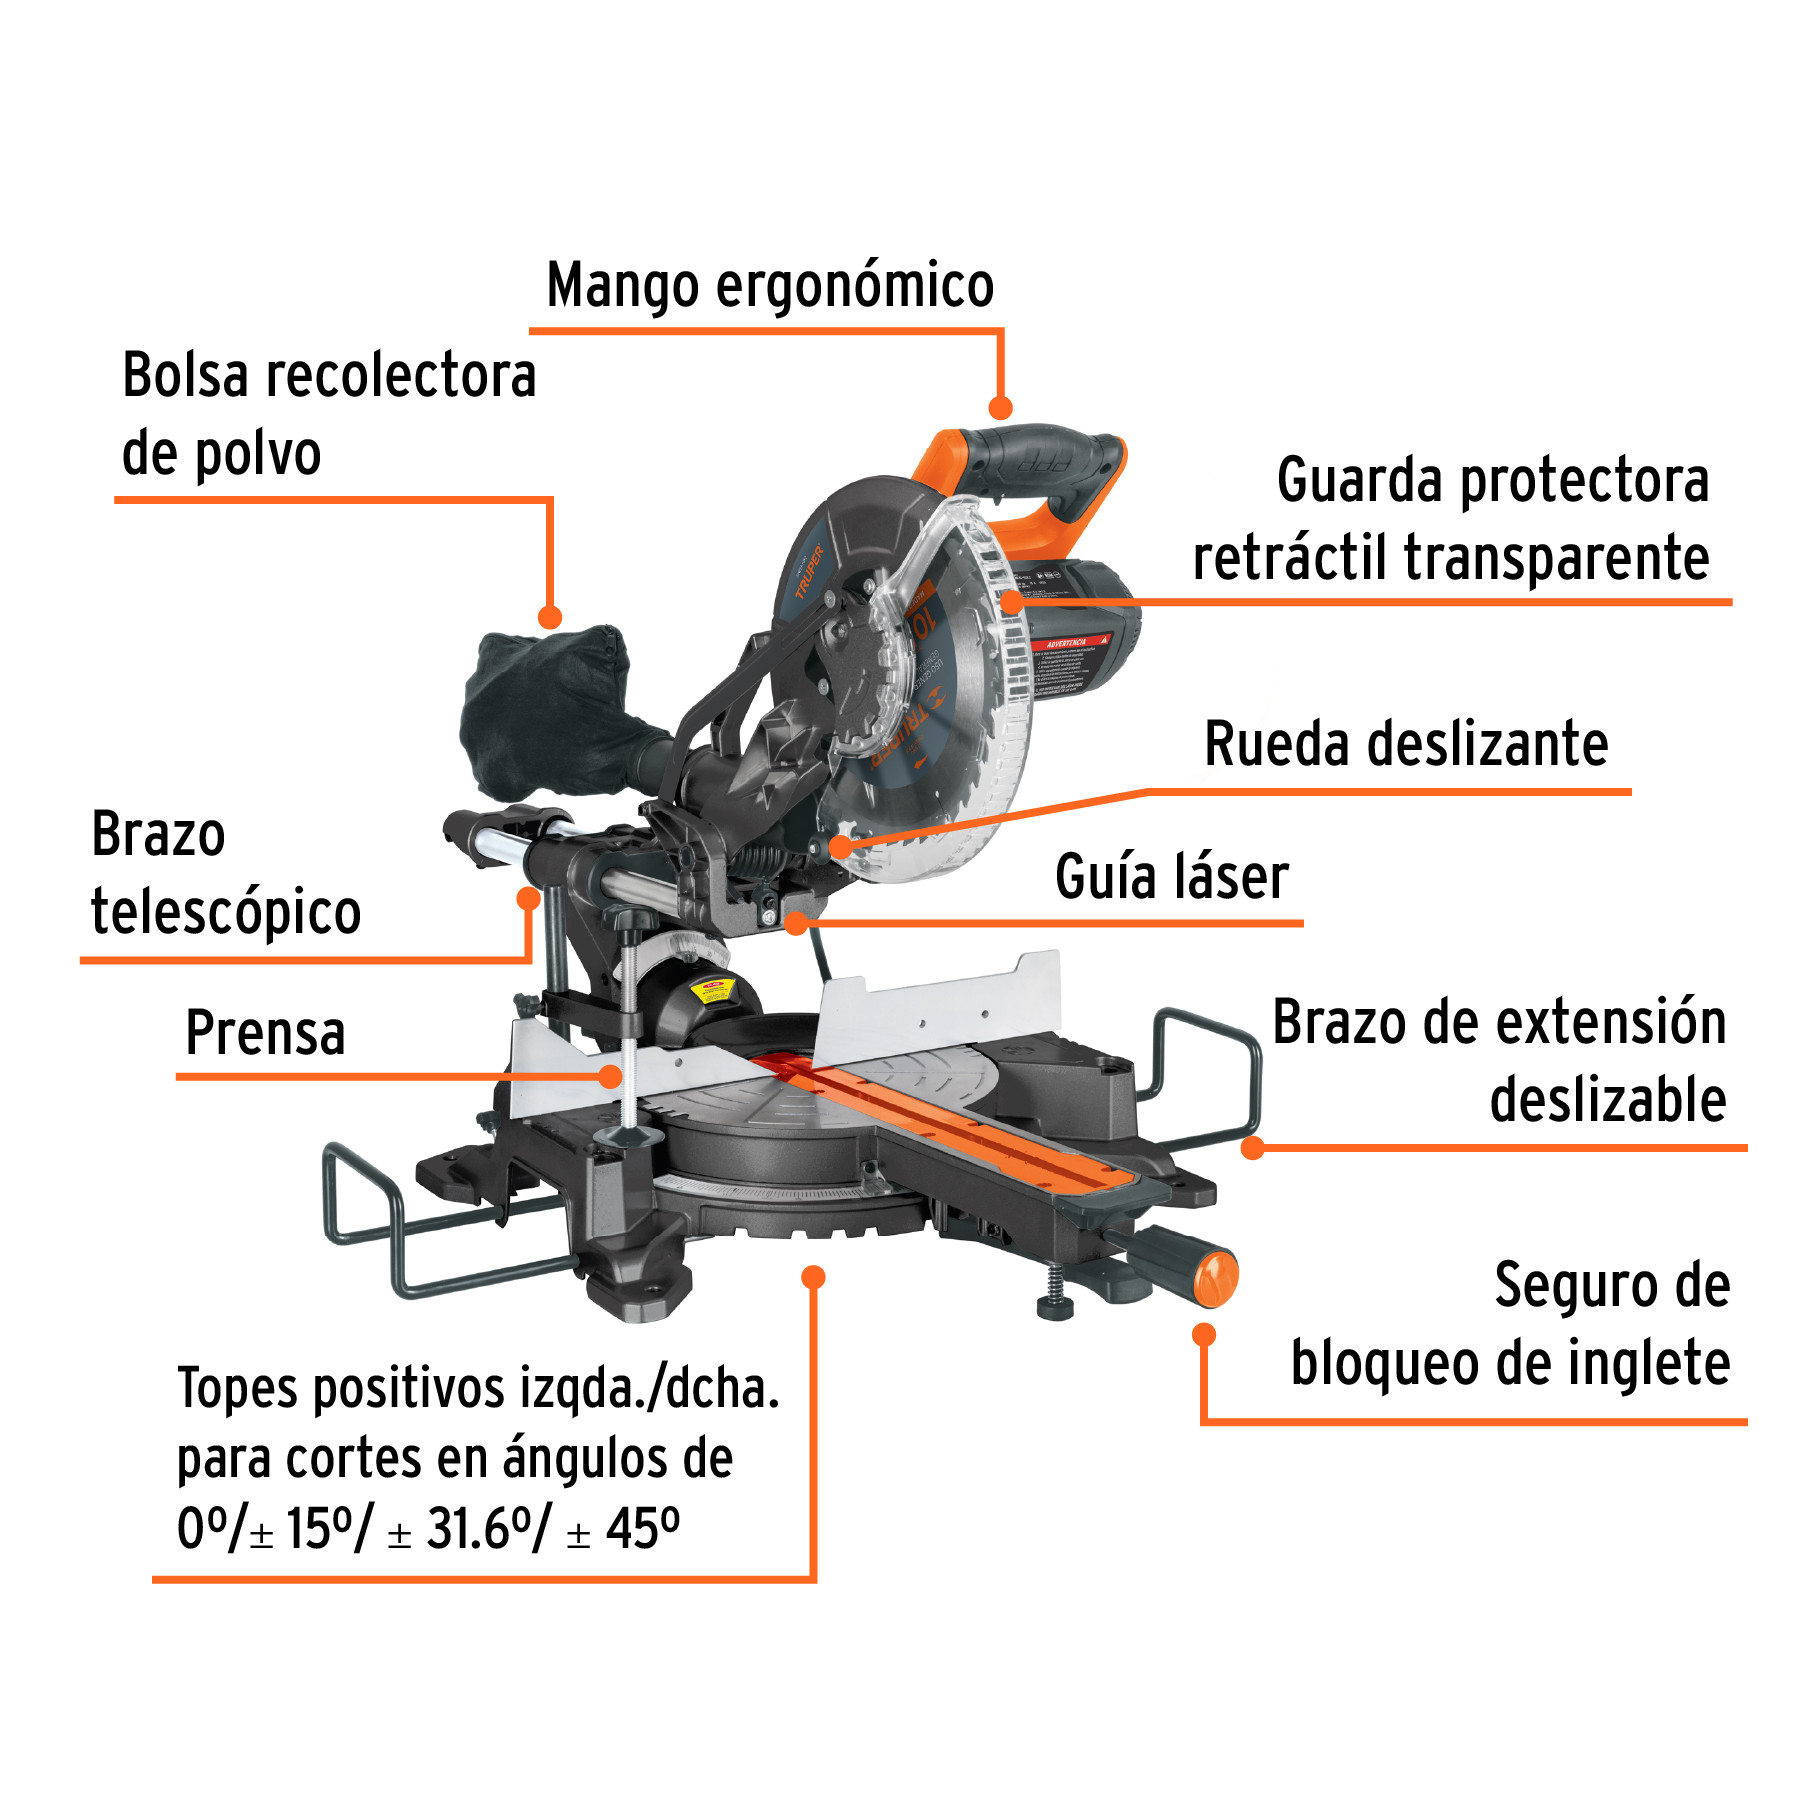 Mango ergonómico
Bolsa recolectora
de polvo
Guarda protectora
retráctil transparente
TRUPER
10
ADVERTENCIA
TRUPER
Rueda deslizante
Brazo
telescópico
Guía láser
Prensa
Brazo de extensión
deslizable
Seguro de
bloqueo de inglete
Topes positivos izqda./dcha.
para cortes en ángulos de
0º/± 15º/ ± 31.6º/ ± 45º